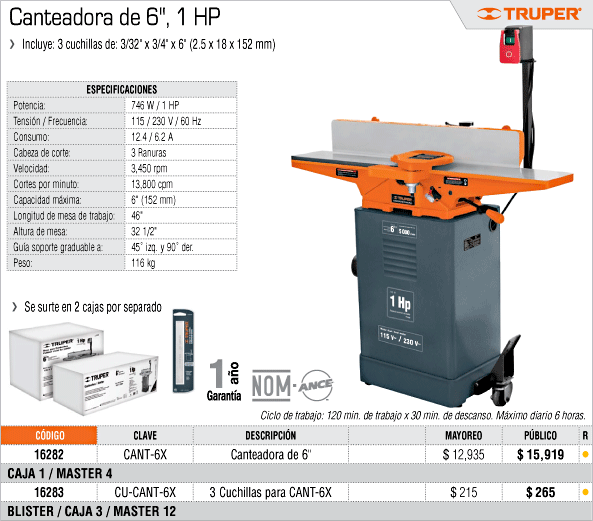 Canteadora de 6", 1 HP
TRUPER®
Incluye: 3 cuchillas de: 3/32" x 3/4" x 6" (2.5 x 18 x 152 mm)
ESPECIFICACIONES
Potencia: 746 W / 1 HP
Tensión / Frecuencia: 115 / 230 V / 60 Hz
Consumo: 12.4 / 6.2 A
Cabeza de corte: 3 Ranuras
Velocidad: 3,450 rpm
Cortes por minuto: 13,800 cpm
Capacidad máxima: 6" (152 mm)
Longitud de mesa de trabajo: 46"
Altura de mesa: 32 1/2"
Guía soporte graduable a: 45° izq. y 90° der.
Peso: 116 kg
6"
1 Hp
115 V~ / 230 V~
Se surte en 2 cajas por separado
TRUPER
1 Hp
6"
TRUPER
TRUPER
1 año
Garantía
NOM
ANCE
Ciclo de trabajo: 120 min. de trabajo x 30 min. de descanso. Máximo diario 6 horas.
CÓDIGO CLAVE DESCRIPCIÓN MAYOREO PÚBLICO R
16282 CANT-6X Canteadora de 6" $ 12,935 $ 15,919
CAJA 1 / MASTER 4
16283 CU-CANT-6X 3 Cuchillas para CANT-6X $ 215 $ 265
BLISTER / CAJA 3 / MASTER 12